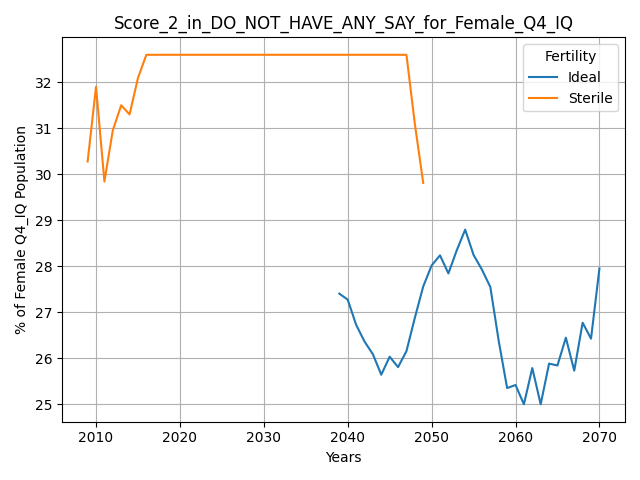 Score_2_in_DO_NOT_HAVE_ANY_SAY_for_Female_Q4_IQ
Fertility
Ideal
Sterile
% of Female Q4_IQ Population
32
31
30
29
28
27
26
25
2010 2020 2030 2040 2050 2060 2070
Years